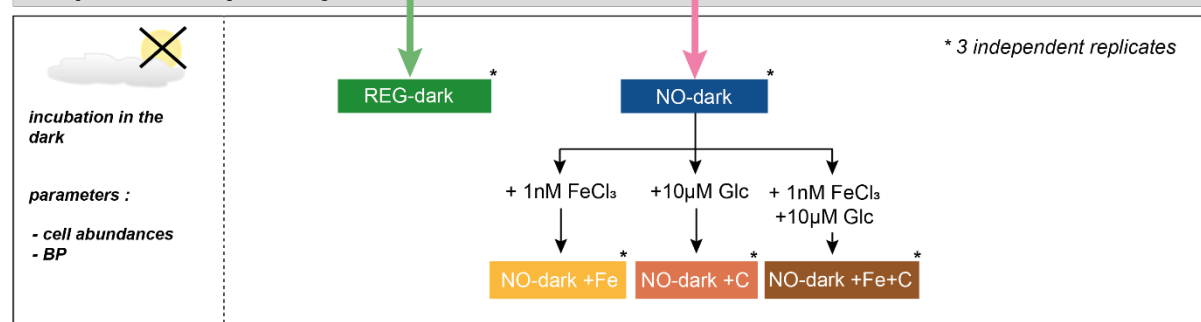 * 3 independent replicates
REG-dark *
NO-dark *
incubation in the
dark
parameters :
- cell abundances
- BP
+ 1nM FeCl₃
+10µM Glc
+ 1nM FeCl₃
+10µM Glc
NO-dark +Fe *
NO-dark +C *
NO-dark +Fe+C *